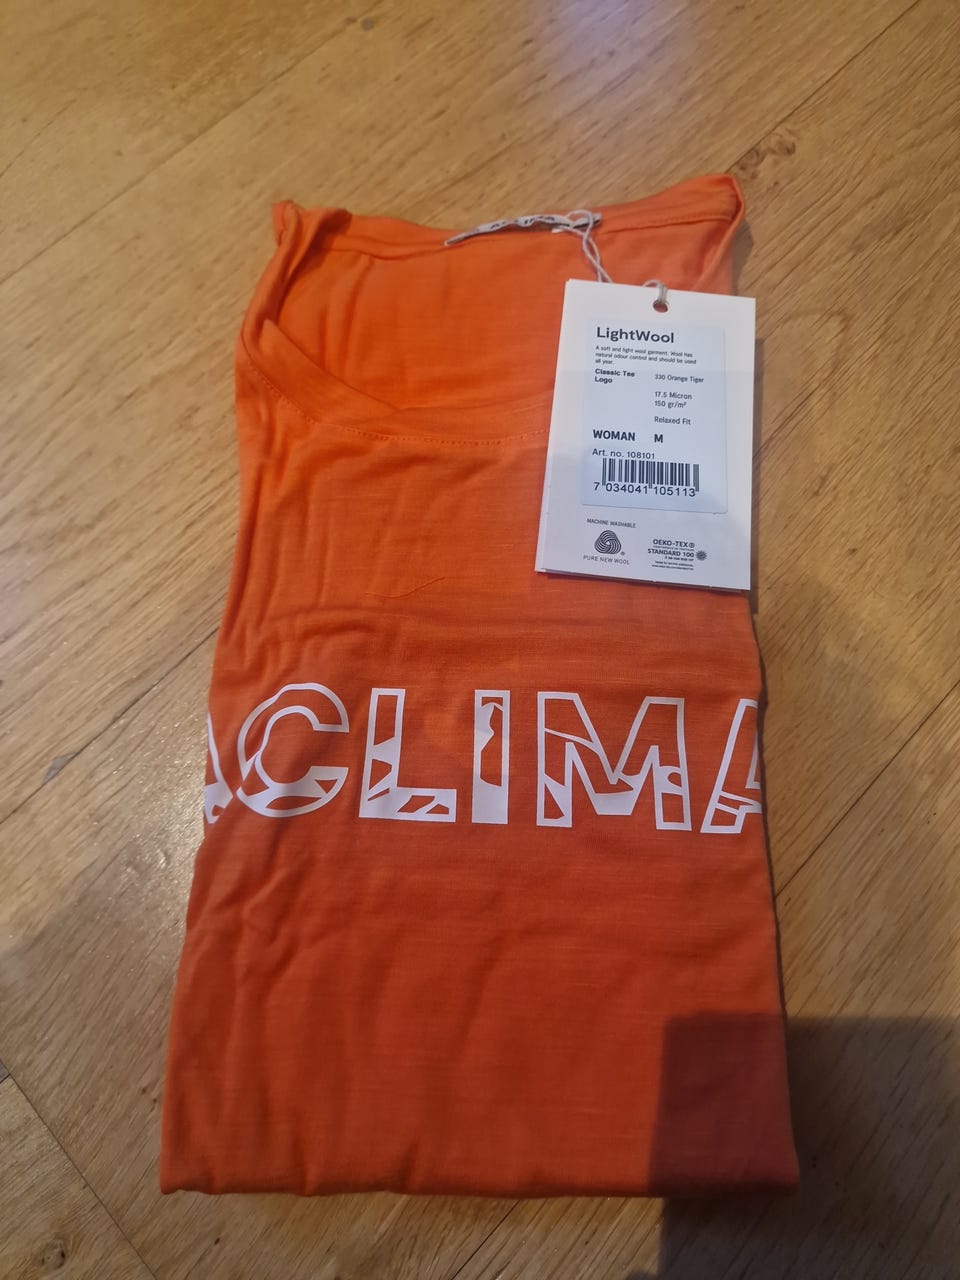 ACLIMA
LightWool
A soft and light wool garment. Wool has
natural odour control and should be used
all year.
Classic Tee 330 Orange Tiger
Logo
17.5 Micron
150 gr/m²
Relaxed Fit
WOMAN M
Art. no. 108101
7 034041 105113
MACHINE WASHABLE
PURE NEW WOOL
OEKO-TEX®
STANDARD 100
ACLIMA